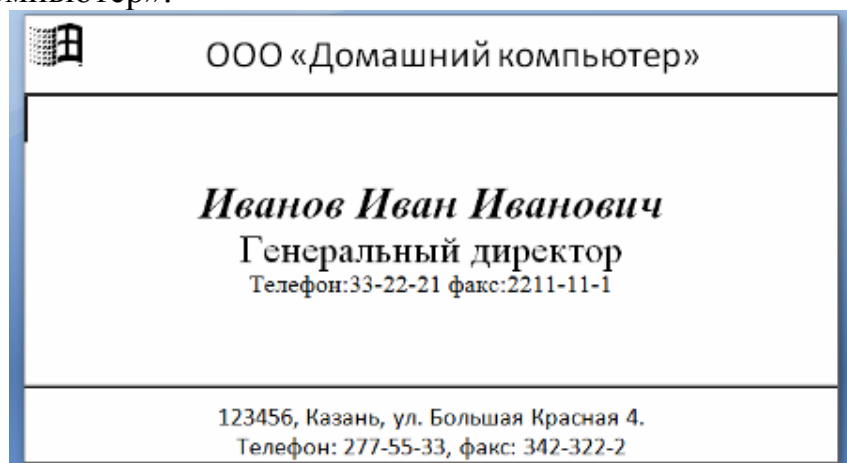 ООО «Домашний компьютер»
Иванов Иван Иванович
Генеральный директор
Телефон:33-22-21 факс:2211-11-1
123456, Казань, ул. Большая Красная 4.
Телефон: 277-55-33, факс: 342-322-2